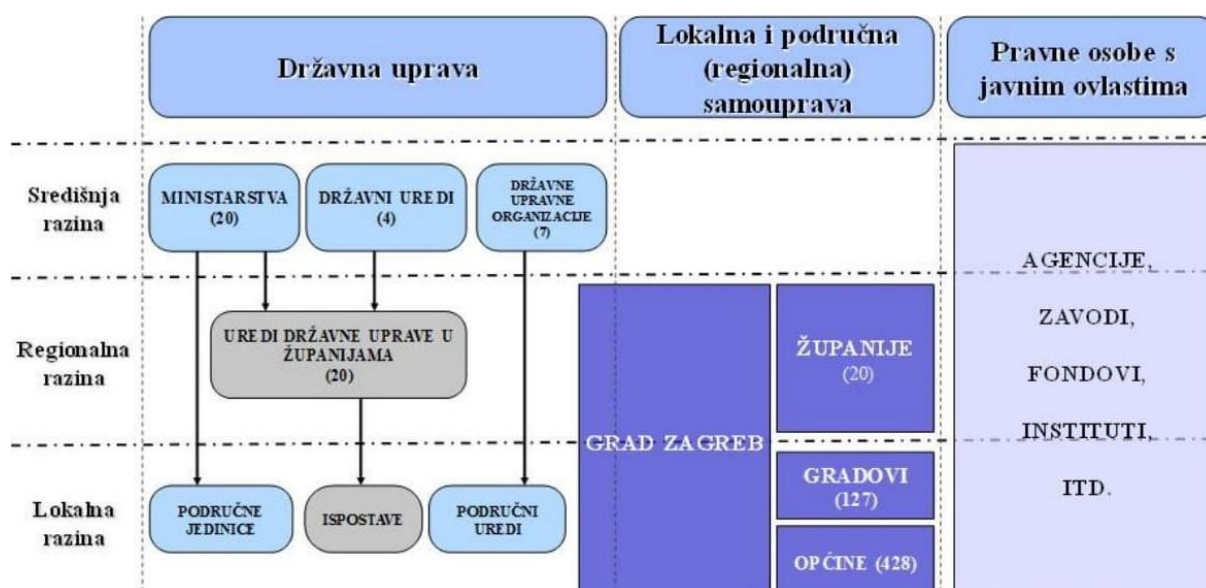 Državna uprava
Lokalna i područna
(regionalna)
samouprava
Pravne osobe s
javnim ovlastima
Središnja
razina
MINISTARSTVA
(20)
DRŽAVNI UREDI
(4)
DRŽAVNE
UPRAVNE
ORGANIZACIJE
(7)
Regionalna
razina
UREDI DRŽAVNE UPRAVE U
ŽUPANIJAMA
(20)
Lokalna
razina
PODRUČNE
JEDINICE
ISPOSTAVE
PODRUČNI
UREDI
GRAD ZAGREB
ŽUPANIJE
(20)
GRADOVI
(127)
OPĆINE (428)
AGENCIJE,
ZAVODI,
FONDOVI,
INSTITUTI,
ITD.